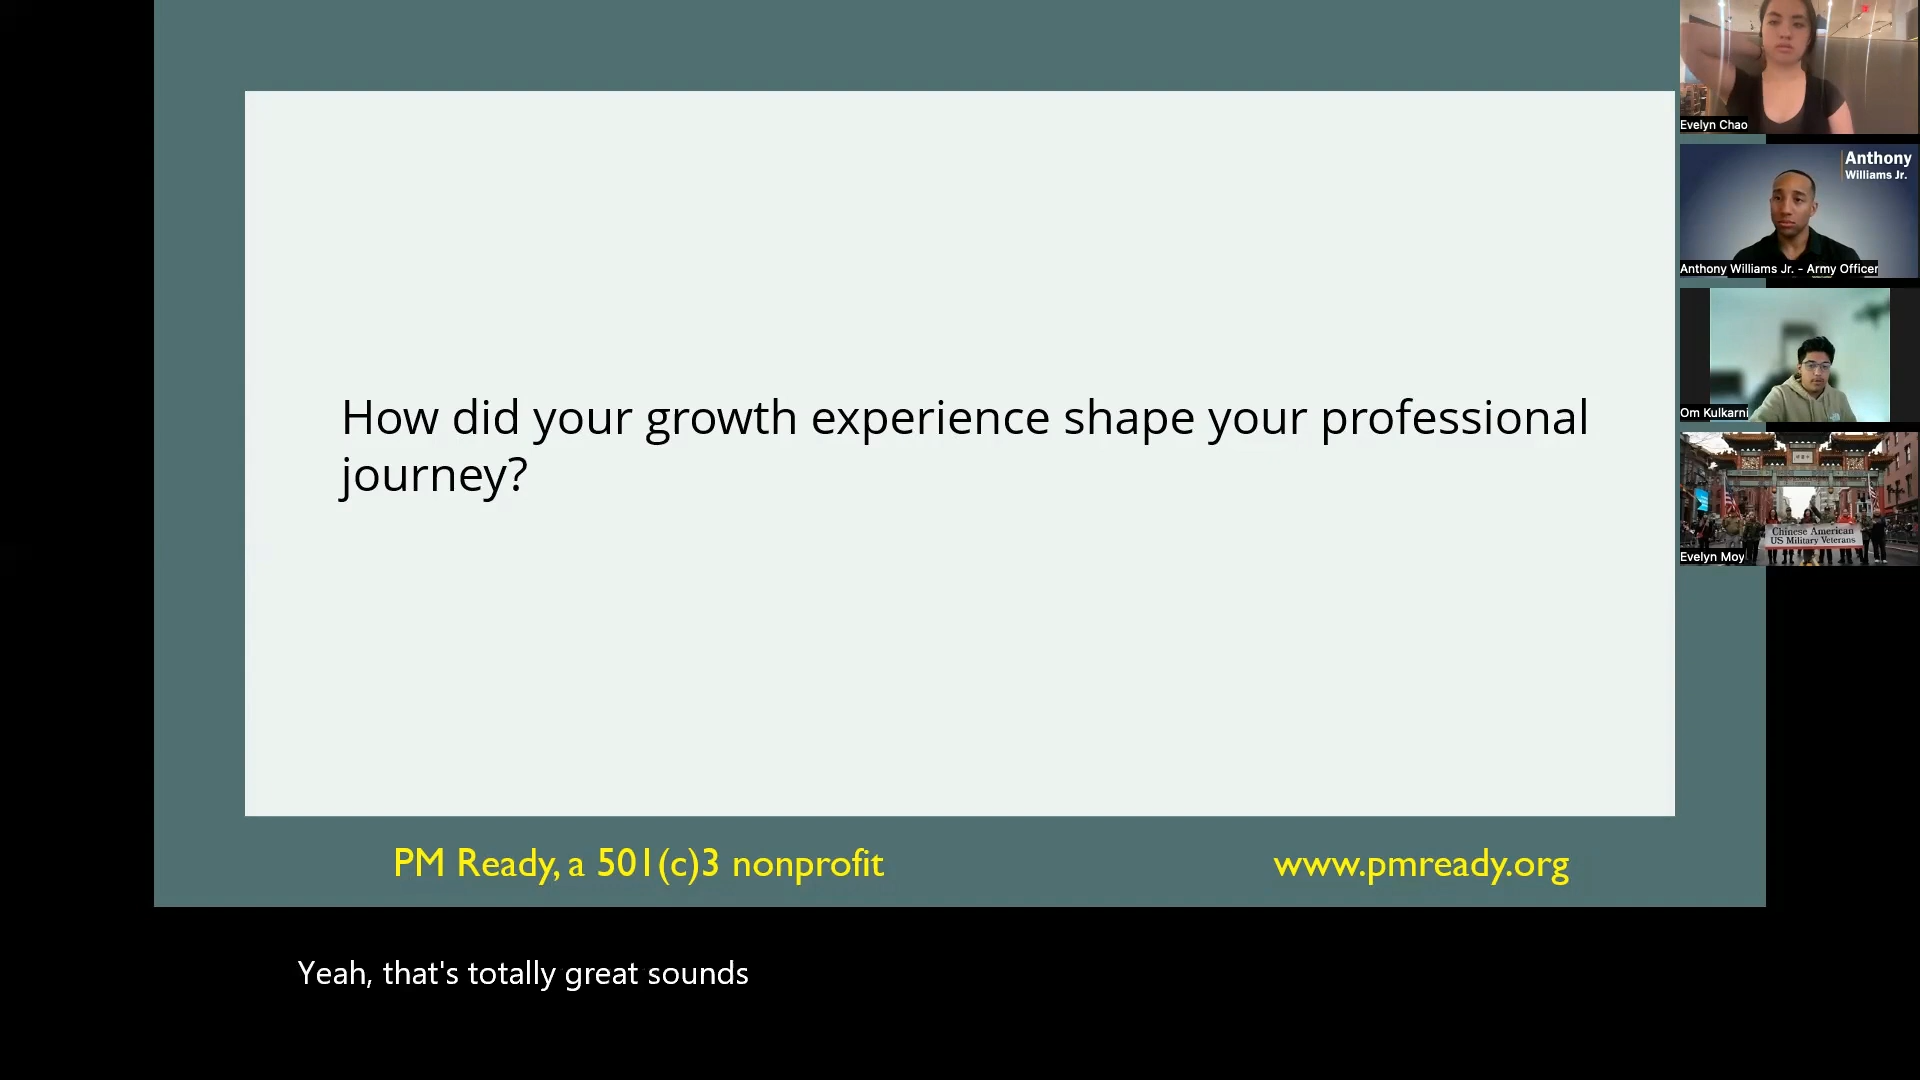 How did your growth experience shape your professional
journey?
PM Ready, a 501(c)3 nonprofit
www.pmready.org
Yeah, that's totally great sounds
Evelyn Chao
Anthony
Williams Jr.
Anthony Williams Jr. - Army Officer
Om Kulkarni
Chinese American
US Military Veterans
Evelyn Moy